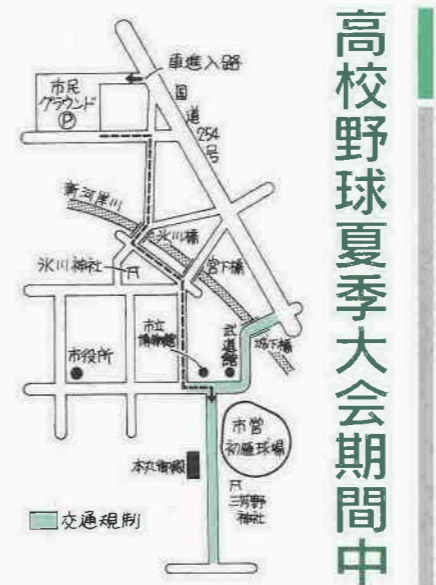 高校野球夏季大会期間中
車進入路
市民
グラウンド
P
国道254号
新河岸川
氷川橋
宮下橋
氷川神社
市立
博物館
武道館
城下橋
市役所
市営
初雁球場
本丸御殿
三芳野
神社
交通規制